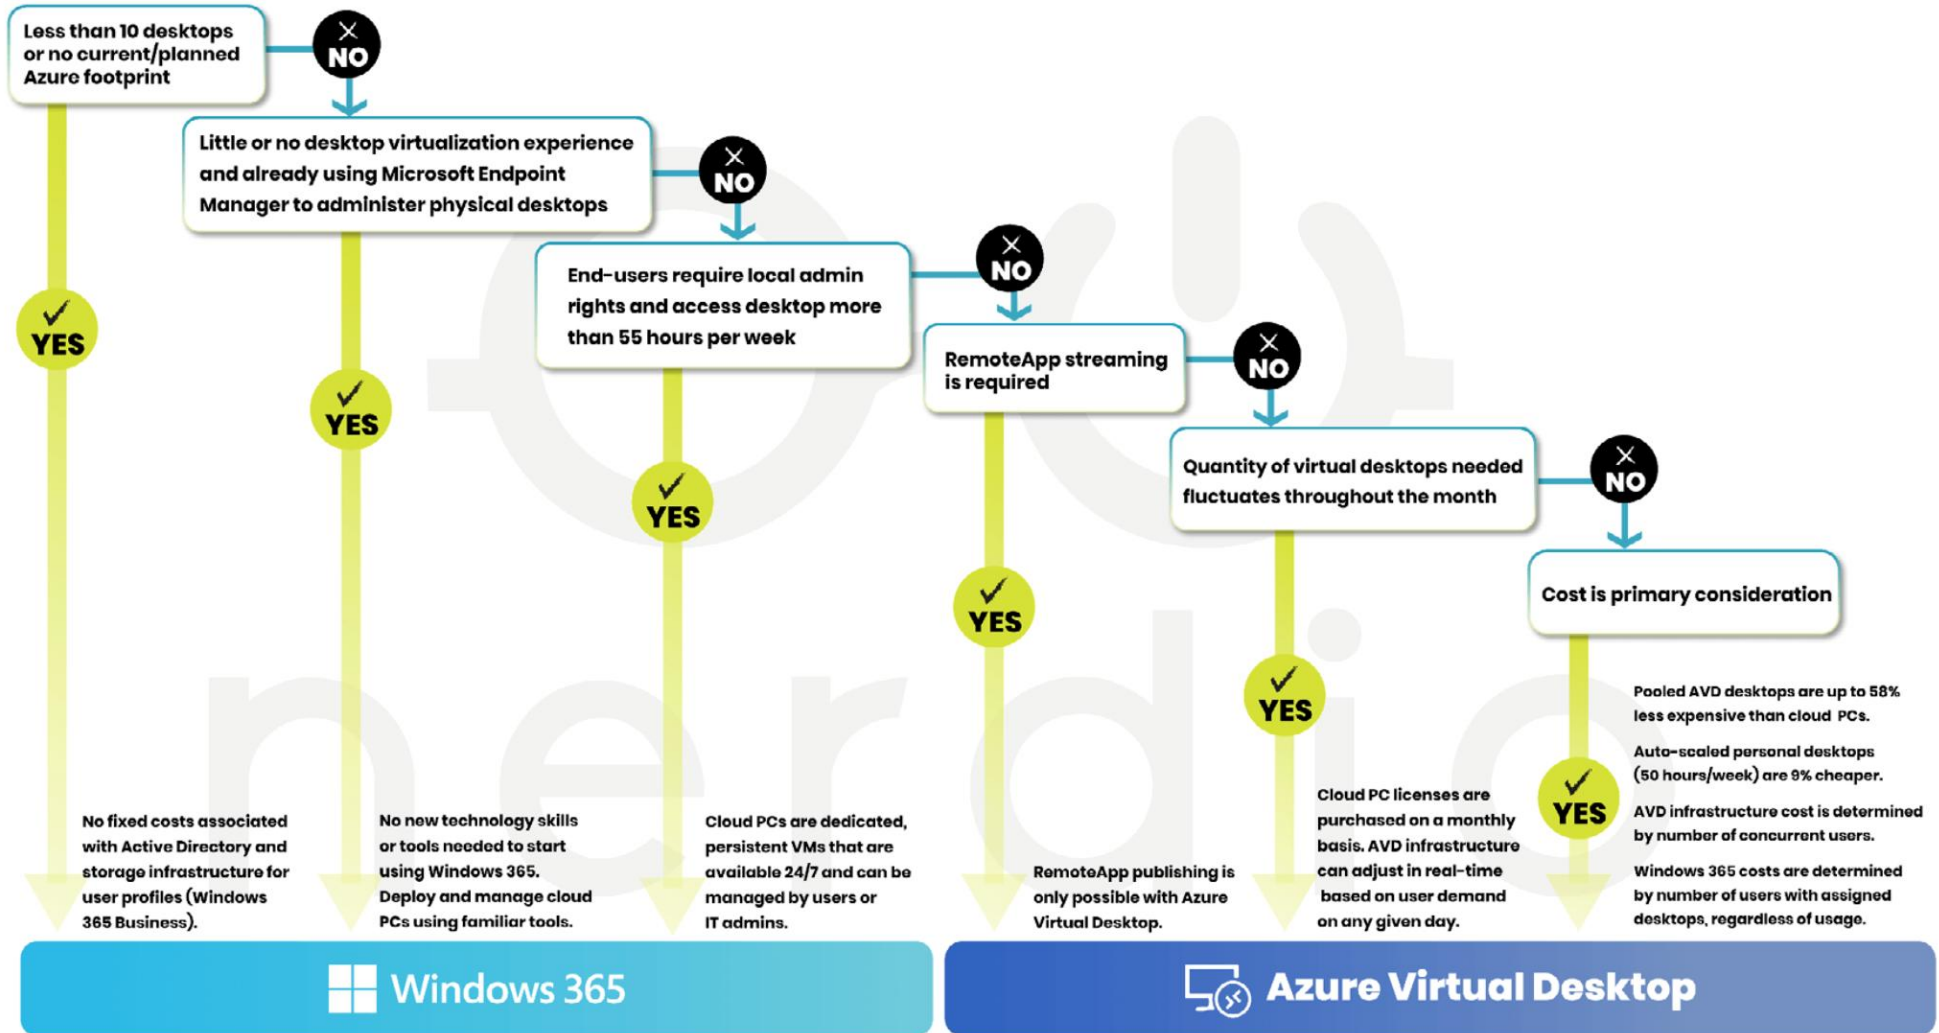 Less than 10 desktops
or no current/planned
Azure footprint
NO
YES
Little or no desktop virtualization experience
and already using Microsoft Endpoint
Manager to administer physical desktops
NO
YES
End-users require local admin
rights and access desktop more
than 55 hours per week
NO
YES
RemoteApp streaming
is required
NO
YES
Quantity of virtual desktops needed
fluctuates throughout the month
NO
YES
Cost is primary consideration
YES
No fixed costs associated
with Active Directory and
storage infrastructure for
user profiles (Windows
365 Business).
No new technology skills
or tools needed to start
using Windows 365.
Deploy and manage cloud
PCs using familiar tools.
Cloud PCs are dedicated,
persistent VMs that are
available 24/7 and can be
managed by users or
IT admins.
RemoteApp publishing is
only possible with Azure
Virtual Desktop.
Cloud PC licenses are
purchased on a monthly
basis. AVD infrastructure
can adjust in real-time
based on user demand
on any given day.
Pooled AVD desktops are up to 58%
less expensive than cloud PCs.
Auto-scaled personal desktops
(50 hours/week) are 9% cheaper.
AVD infrastructure cost is determined
by number of concurrent users.
Windows 365 costs are determined
by number of users with assigned
desktops, regardless of usage.
nerdio
Windows 365
Azure Virtual Desktop